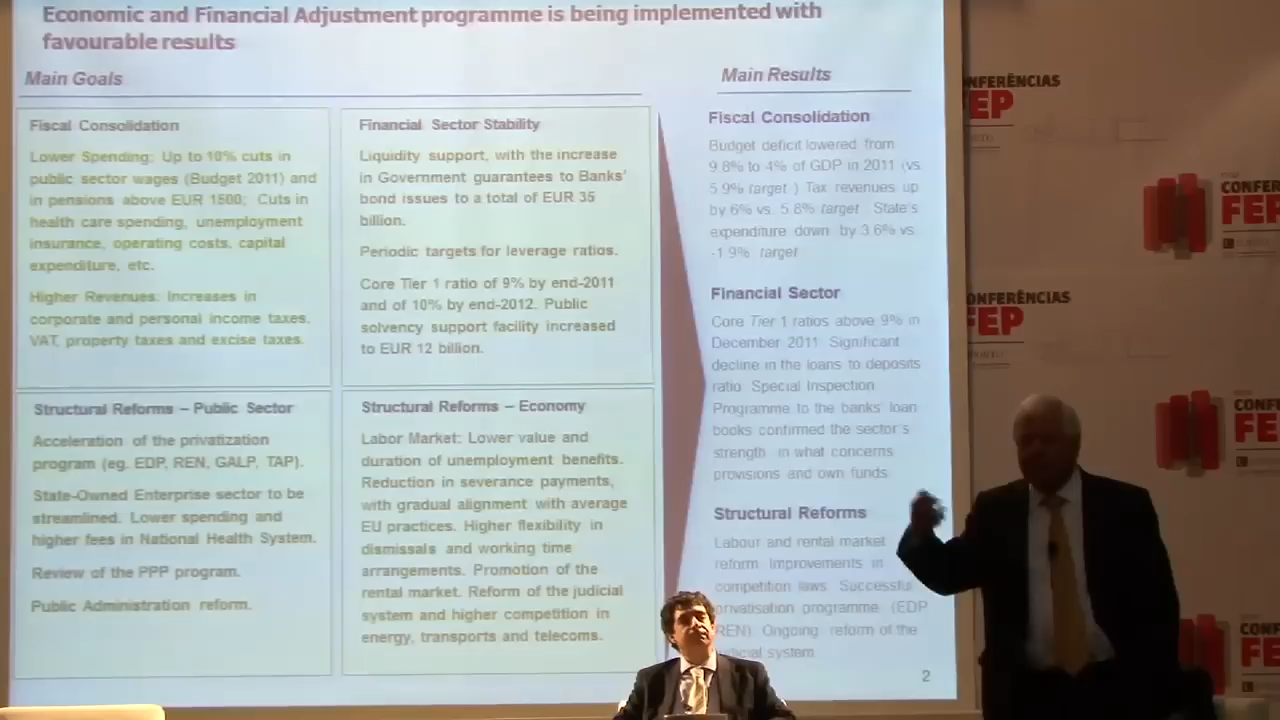 Economic and Financial Adjustment programme is being implemented with
favourable results
Main Goals
Fiscal Consolidation
Lower Spending: Up to 10% cuts in
public sector wages (Budget 2011) and
in pensions above EUR 1500; Cuts in
health care spending, unemployment
insurance, operating costs, capital
expenditure, etc.
Higher Revenues: Increases in
corporate and personal income taxes,
VAT, property taxes and excise taxes.
Financial Sector Stability
Liquidity support, with the increase
in Government guarantees to Banks'
bond issues to a total of EUR 35
billion.
Periodic targets for leverage ratios.
Core Tier 1 ratio of 9% by end-2011
and of 10% by end-2012. Public
solvency support facility increased
to EUR 12 billion.
Structural Reforms – Public Sector
Acceleration of the privatization
program (eg. EDP, REN, GALP, TAP).
State-Owned Enterprise sector to be
streamlined. Lower spending and
higher fees in National Health System.
Review of the PPP program.
Public Administration reform.
Structural Reforms – Economy
Labor Market: Lower value and
duration of unemployment benefits.
Reduction in severance payments,
with gradual alignment with average
EU practices. Higher flexibility in
dismissals and working time
arrangements. Promotion of the
rental market. Reform of the judicial
system and higher competition in
energy, transports and telecoms.
Main Results
Fiscal Consolidation
Budget deficit lowered from
9.8% to 4% of GDP in 2011 (vs.
5.9% target.) Tax revenues up
by 6% vs. 5.8% target. State's
expenditure down by 3.6% vs.
-1.9% target
Financial Sector
Core Tier 1 ratios above 9% in
December 2011. Significant
decline in the loans to deposits
ratio. Special Inspection
Programme to the banks' loan
books confirmed the sector's
strength in what concerns
provisions and own funds.
Structural Reforms
Labour and rental market
reform. Improvements in
competition laws. Successful
privatisation programme (EDP,
REN). Ongoing reform of the
judicial system.
2
CONFERÊNCIAS
FEP
CONFER
FEP
CONFERÊNCIAS
FEP
CONF
FE
CONF
FE